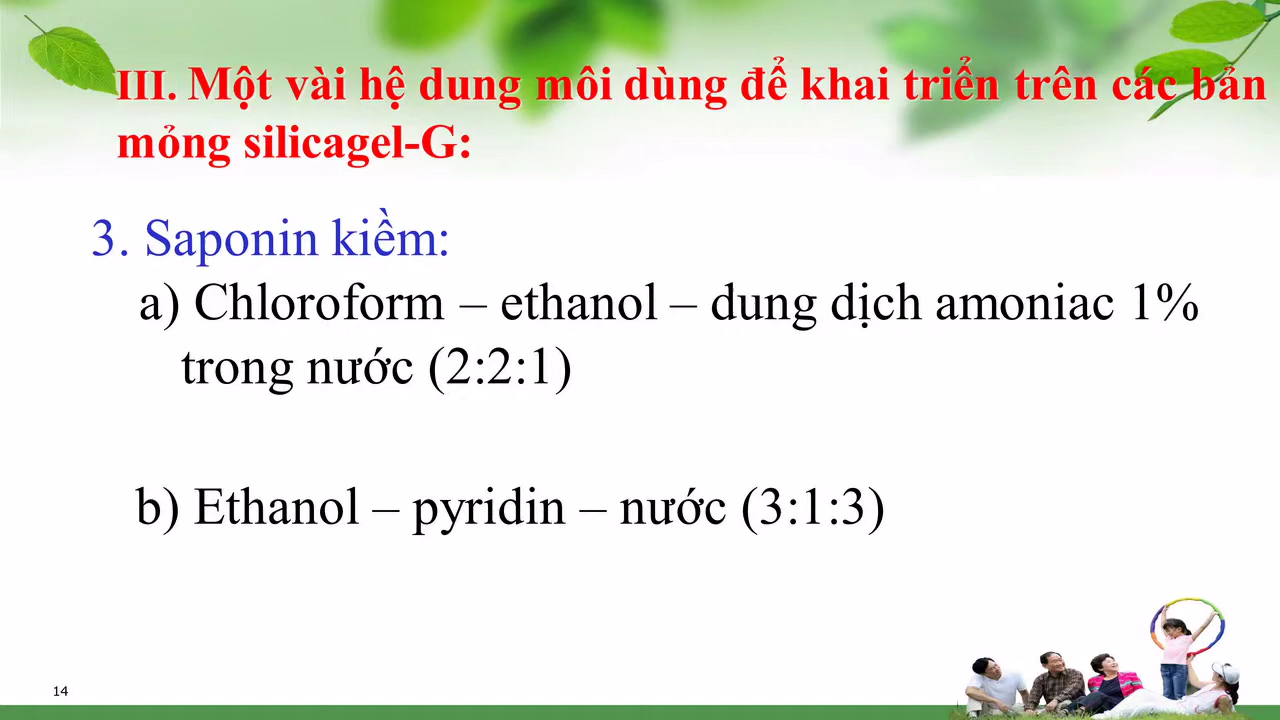 III. Một vài hệ dung môi dùng để khai triển trên các bản
mỏng silicagel-G:
3. Saponin kiềm:
a) Chloroform – ethanol – dung dịch amoniac 1%
trong nước (2:2:1)
b) Ethanol – pyridin – nước (3:1:3)
14